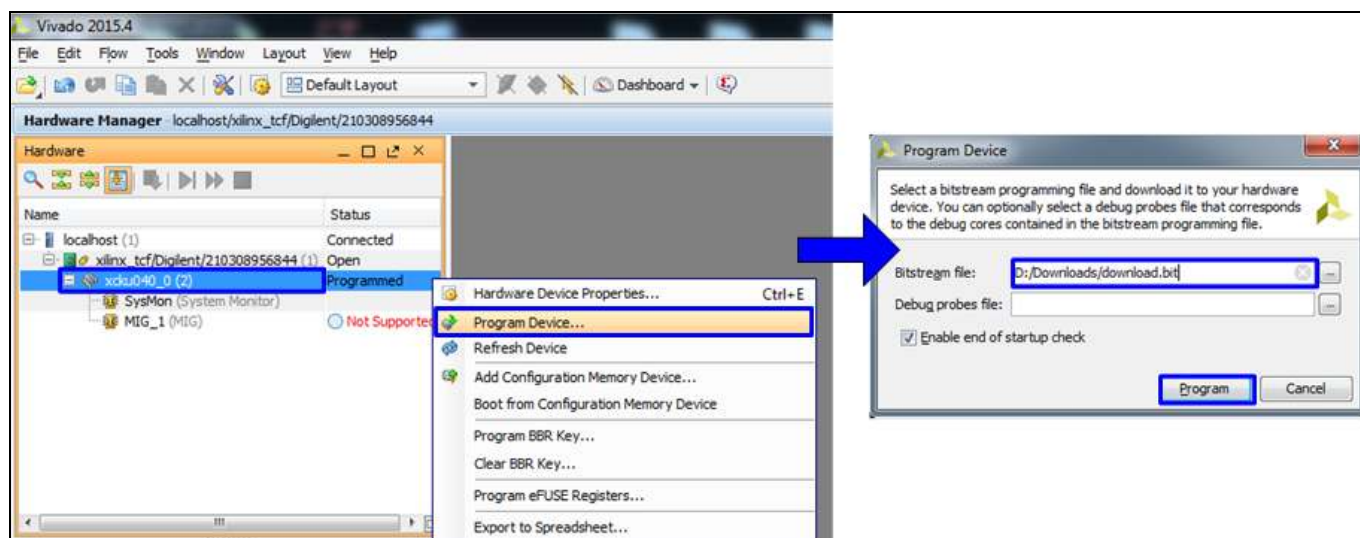 Vivado 2015.4
File Edit Flow Tools Window Layout View Help
Default Layout Dashboard
Hardware Manager - localhost/xilinx_tcf/Digilent/210308956844
Hardware
Name Status
localhost (1) Connected
xilinx_tcf/Digilent/210308956844 (1) Open
xcku040_0 (2) Programmed
SysMon (System Monitor)
MIG_1 (MIG) Not Supported
Hardware Device Properties... Ctrl+E
Program Device...
Refresh Device
Add Configuration Memory Device...
Boot from Configuration Memory Device
Program BBR Key...
Clear BBR Key...
Program eFUSE Registers...
Export to Spreadsheet...
Program Device
Select a bitstream programming file and download it to your hardware
device. You can optionally select a debug probes file that corresponds
to the debug cores contained in the bitstream programming file.
Bitstream file: D:/Downloads/download.bit
Debug probes file:
Enable end of startup check
Program Cancel